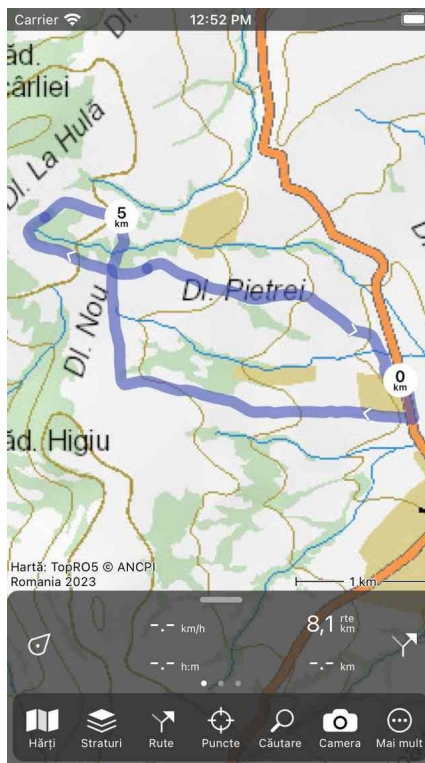 Carrier 12:52 PM
Dl.
ăd.
cârliei
Dl. La Hulă
5
km
Dl. Pietrei
Dl. Nou
0
km
ăd. Higiu
Hartă: TopRO5 © ANCPI
Romania 2023
1 km
-.- km/h 8,1 rte km
-.- h:m -.- km
Hărți Straturi Rute Puncte Căutare Camera Mai mult